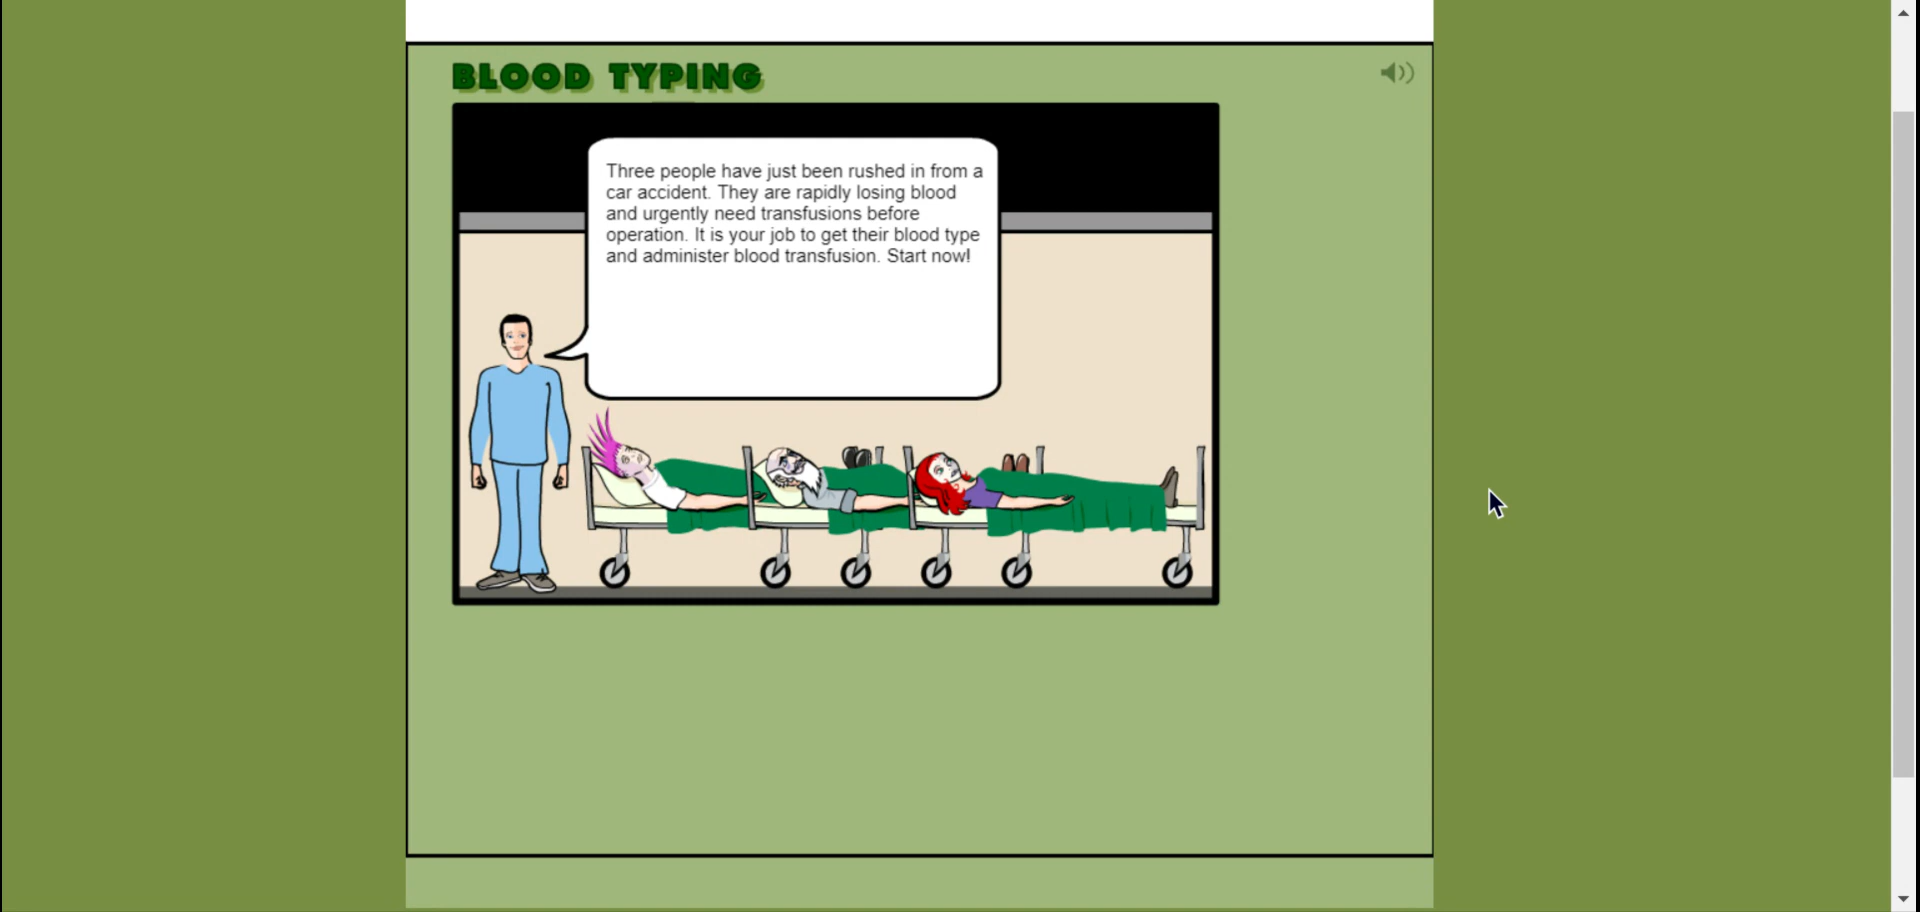 BLOOD TYPING
Three people have just been rushed in from a
car accident. They are rapidly losing blood
and urgently need transfusions before
operation. It is your job to get their blood type
and administer blood transfusion. Start now!